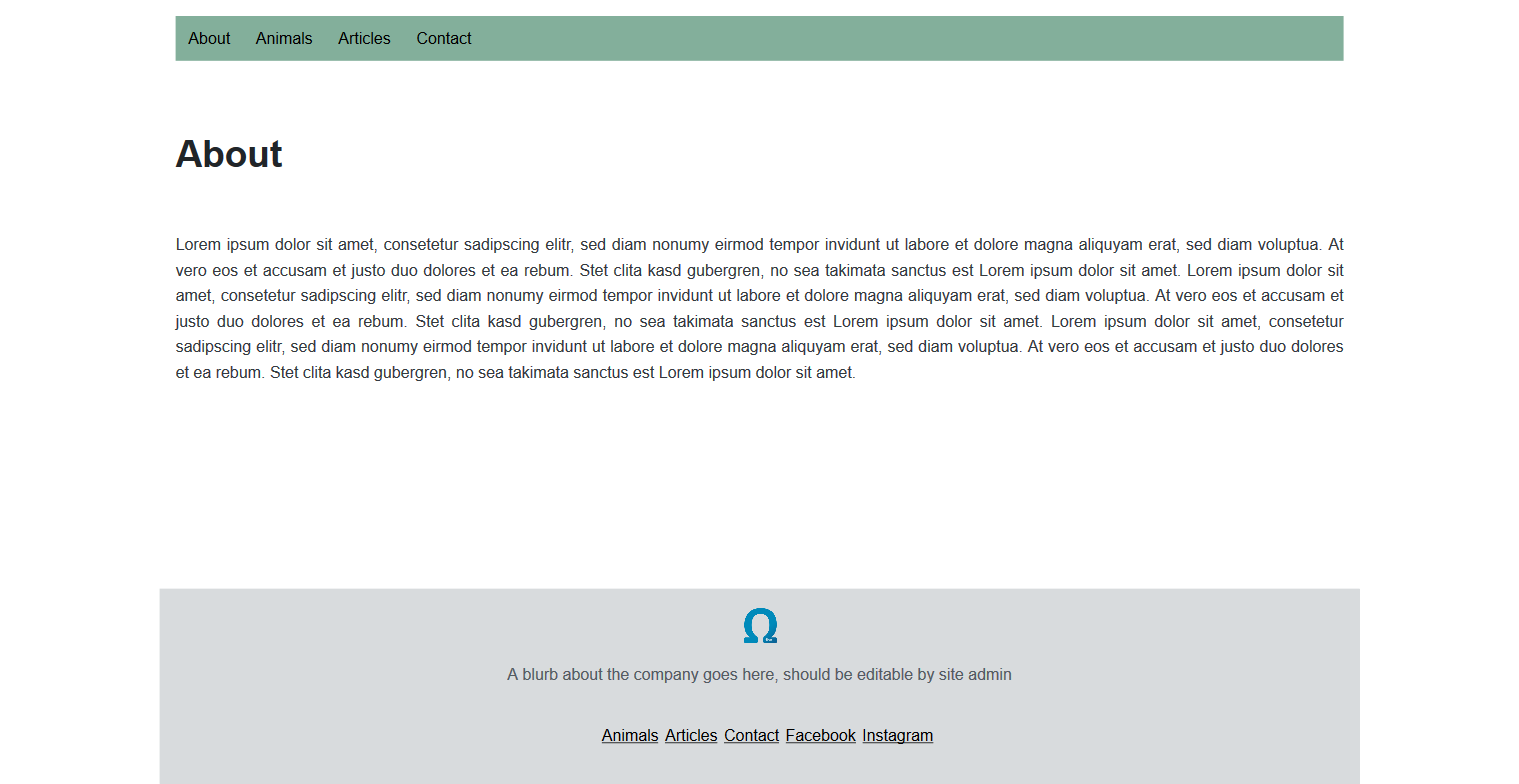 About Animals Articles Contact
About
Lorem ipsum dolor sit amet, consetetur sadipscing elitr, sed diam nonumy eirmod tempor invidunt ut labore et dolore magna aliquyam erat, sed diam voluptua. At
vero eos et accusam et justo duo dolores et ea rebum. Stet clita kasd gubergren, no sea takimata sanctus est Lorem ipsum dolor sit amet. Lorem ipsum dolor sit
amet, consetetur sadipscing elitr, sed diam nonumy eirmod tempor invidunt ut labore et dolore magna aliquyam erat, sed diam voluptua. At vero eos et accusam et
justo duo dolores et ea rebum. Stet clita kasd gubergren, no sea takimata sanctus est Lorem ipsum dolor sit amet. Lorem ipsum dolor sit amet, consetetur
sadipscing elitr, sed diam nonumy eirmod tempor invidunt ut labore et dolore magna aliquyam erat, sed diam voluptua. At vero eos et accusam et justo duo dolores
et ea rebum. Stet clita kasd gubergren, no sea takimata sanctus est Lorem ipsum dolor sit amet.
Ω
A blurb about the company goes here, should be editable by site admin
Animals Articles Contact Facebook Instagram